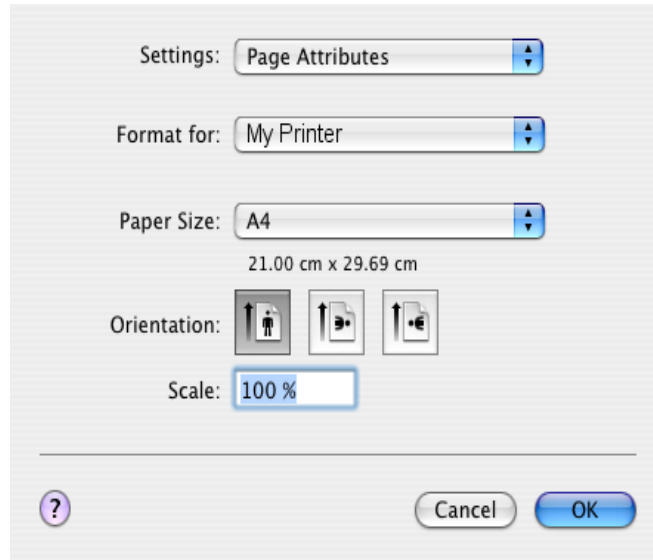 Settings: Page Attributes
Format for: My Printer
Paper Size: A4
21.00 cm x 29.69 cm
Orientation:
Scale: 100 %
? Cancel OK